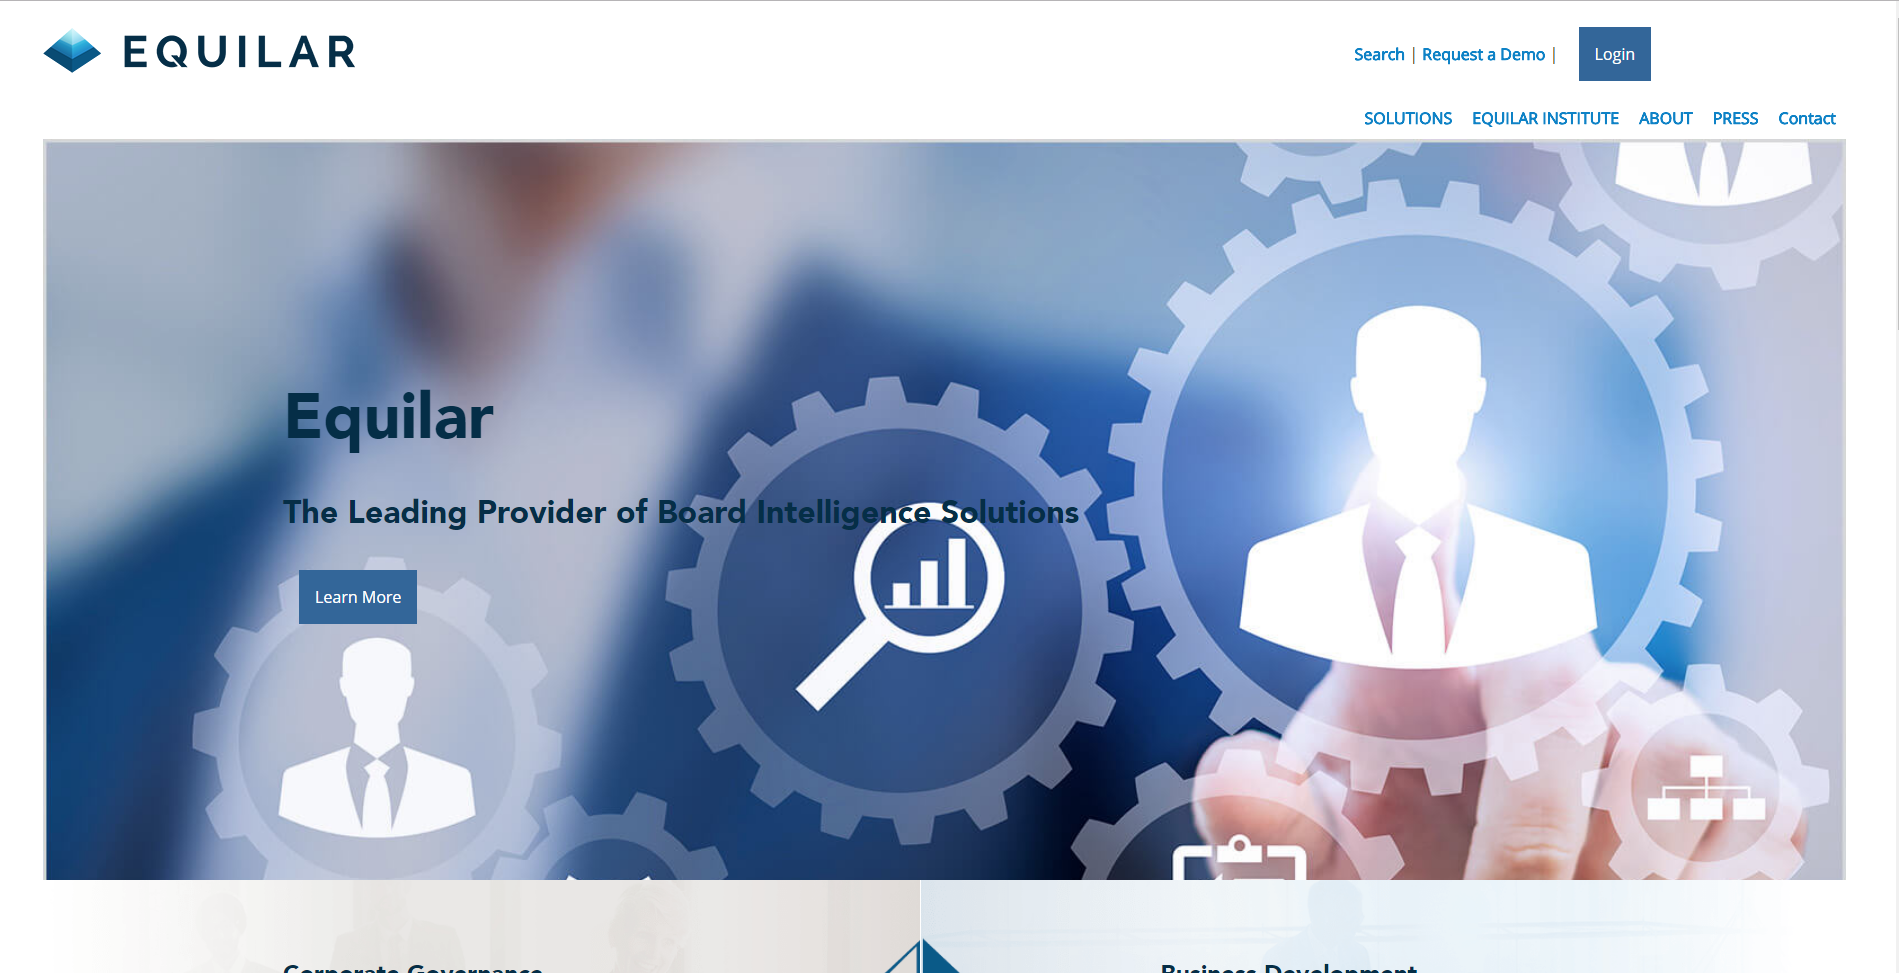 EQUILAR
Search | Request a Demo |
Login
SOLUTIONS EQUILAR INSTITUTE ABOUT PRESS Contact
Equilar
The Leading Provider of Board Intelligence Solutions
Learn More
Corporate Governance
Business Development